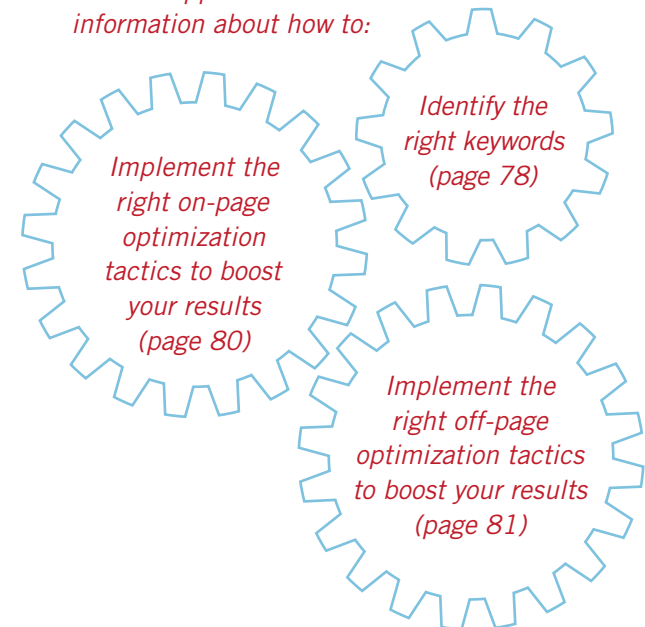 information about how to:
Identify the
right keywords
(page 78)
Implement the
right on-page
optimization
tactics to boost
your results
(page 80)
Implement the
right off-page
optimization tactics
to boost your results
(page 81)